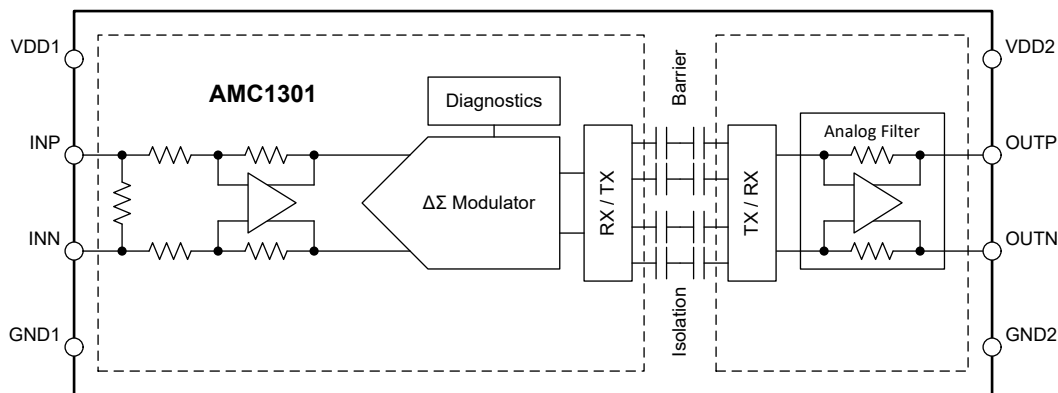 VDD1
VDD2
AMC1301
Diagnostics
Barrier
INP
Analog Filter
OUTP
ΔΣ Modulator
RX / TX
TX / RX
INN
OUTN
GND1
Isolation
GND2